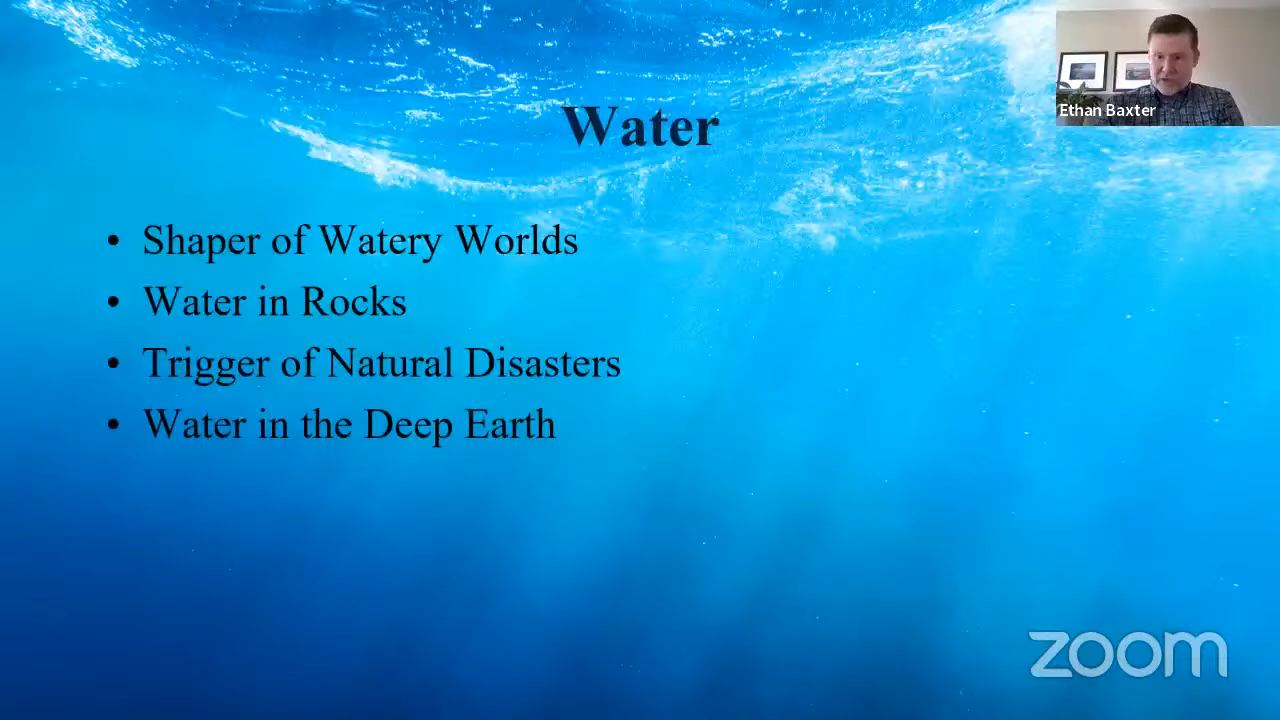 Water
Ethan Baxter
• Shaper of Watery Worlds
• Water in Rocks
• Trigger of Natural Disasters
• Water in the Deep Earth
zoom